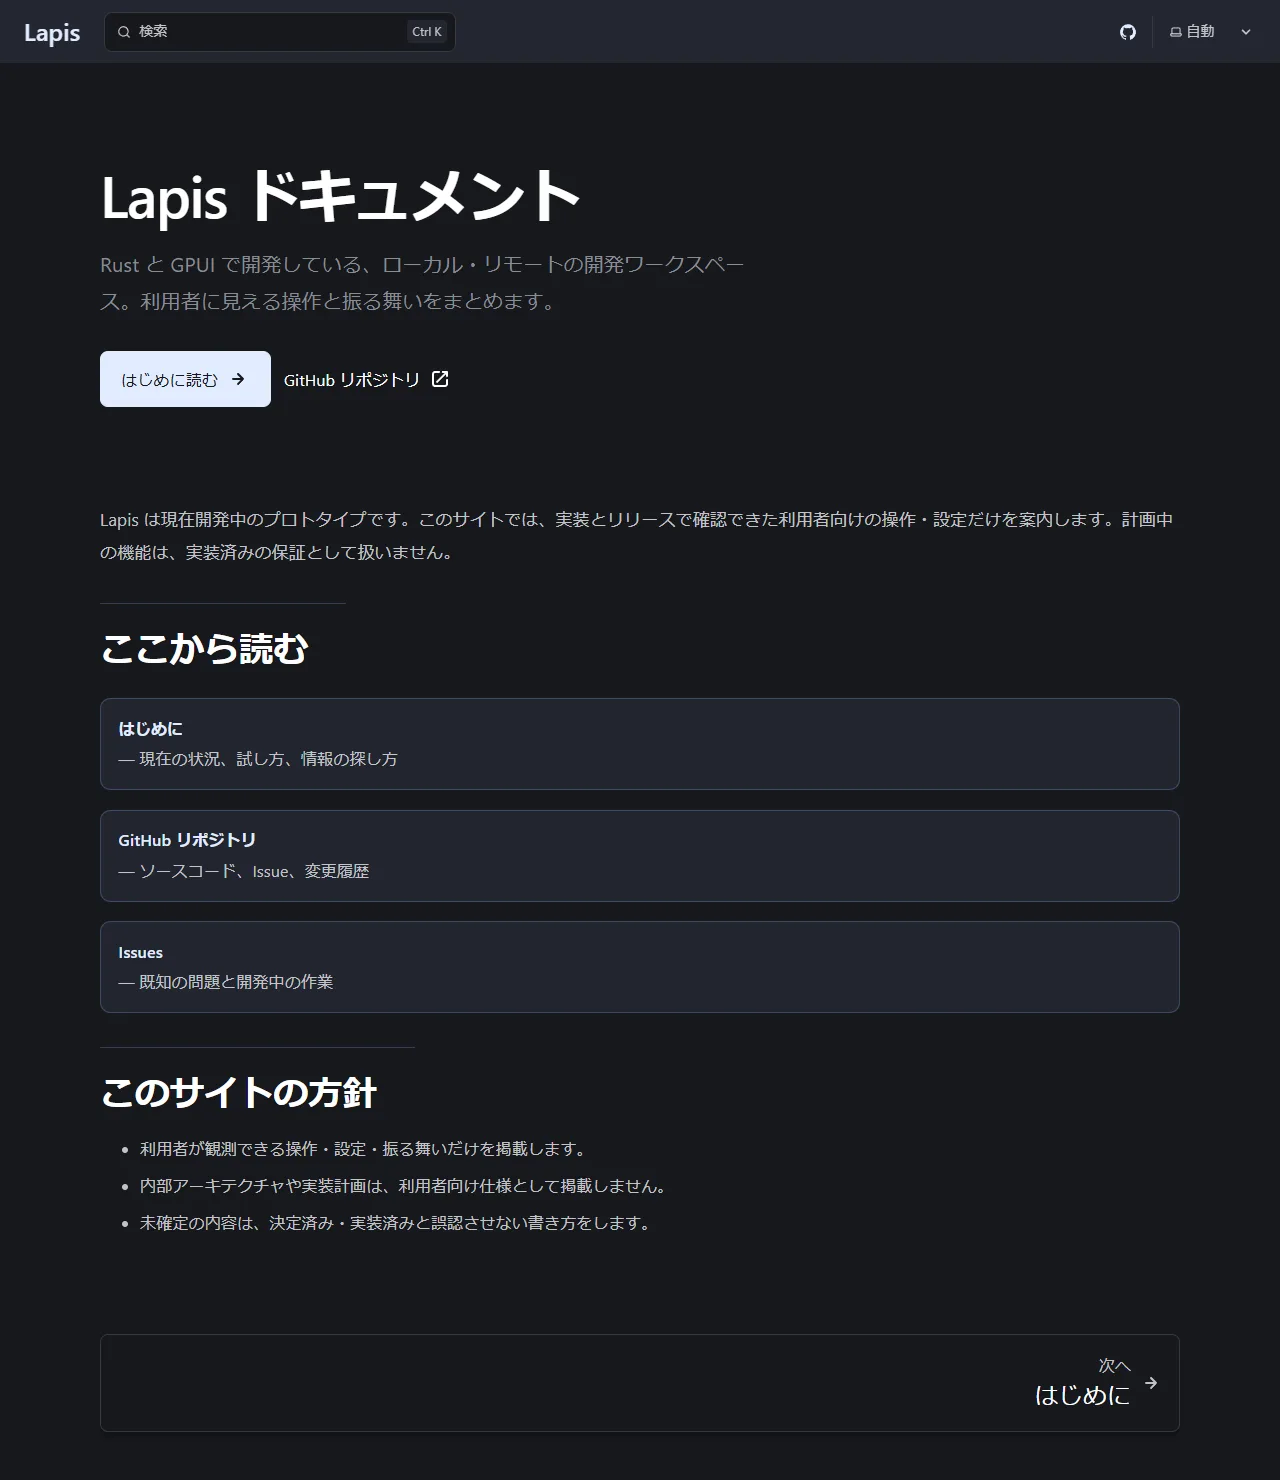 Lapis
検索
Ctrl K
自動
Lapis ドキュメント
Rust と GPUI で開発している、ローカル・リモートの開発ワークスペー
ス。利用者に見える操作と振る舞いをまとめます。
はじめに読む
GitHub リポジトリ
Lapis は現在開発中のプロトタイプです。このサイトでは、実装とリリースで確認できた利用者向けの操作・設定だけを案内します。計画中
の機能は、実装済みの保証として扱いません。
ここから読む
はじめに
— 現在の状況、試し方、情報の探し方
GitHub リポジトリ
— ソースコード、Issue、変更履歴
Issues
— 既知の問題と開発中の作業
このサイトの方針
• 利用者が観測できる操作・設定・振る舞いだけを掲載します。
• 内部アーキテクチャや実装計画は、利用者向け仕様として掲載しません。
• 未確定の内容は、決定済み・実装済みと誤認させない書き方をします。
次へ
はじめに